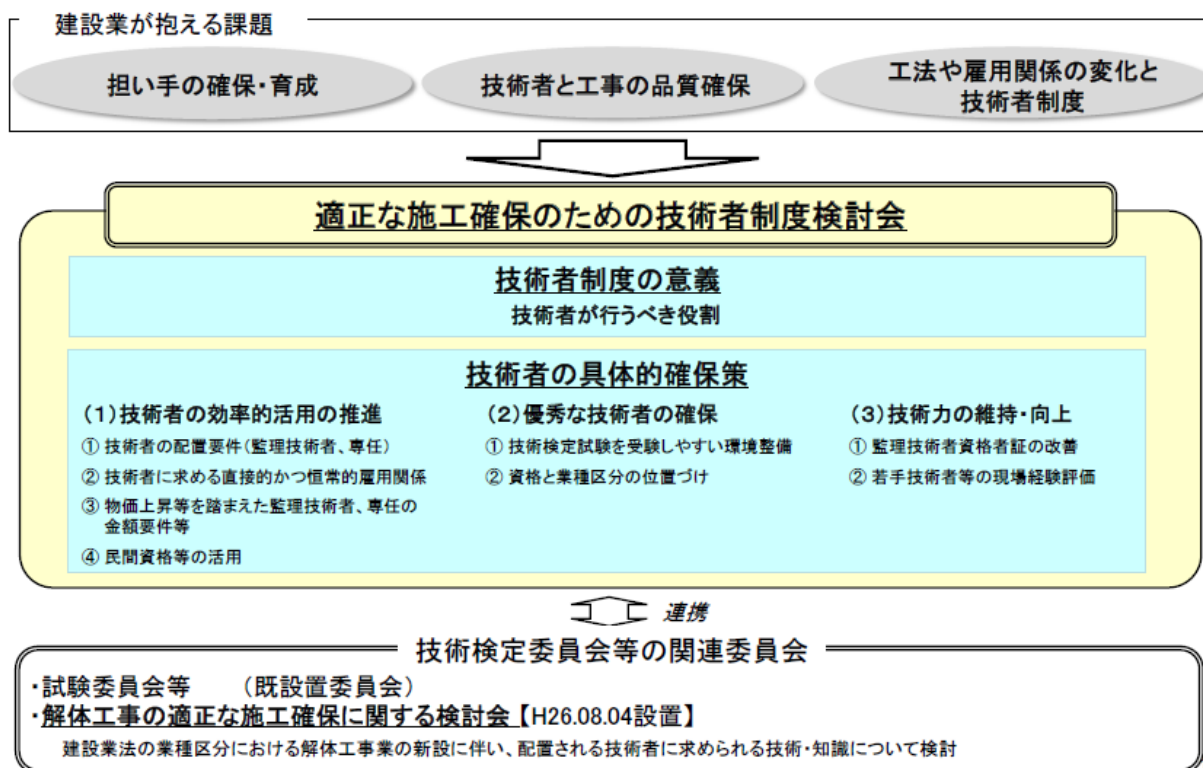 建設業が抱える課題
担い手の確保・育成
技術者と工事の品質確保
工法や雇用関係の変化と
技術者制度
適正な施工確保のための技術者制度検討会
技術者制度の意義
技術者が行うべき役割
技術者の具体的確保策
(1)技術者の効率的活用の推進
① 技術者の配置要件(監理技術者、専任)
② 技術者に求める直接的かつ恒常的雇用関係
③ 物価上昇等を踏まえた監理技術者、専任の
金額要件等
④ 民間資格等の活用
(2)優秀な技術者の確保
① 技術検定試験を受験しやすい環境整備
② 資格と業種区分の位置づけ
(3)技術力の維持・向上
① 監理技術者資格者証の改善
② 若手技術者等の現場経験評価
連携
技術検定委員会等の関連委員会
・試験委員会等 (既設置委員会)
・解体工事の適正な施工確保に関する検討会【H26.08.04設置】
建設業法の業種区分における解体工事業の新設に伴い、配置される技術者に求められる技術・知識について検討